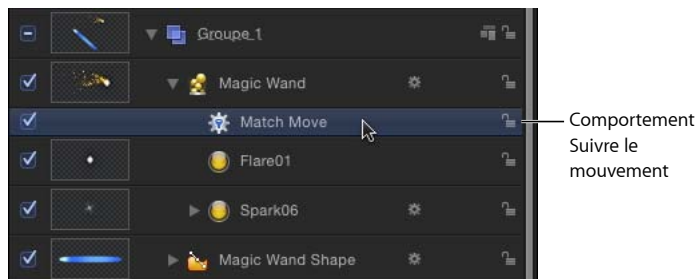 Groupe_1
Magic Wand
Match Move
Comportement
Suivre le
mouvement
Flare01
Spark06
Magic Wand Shape